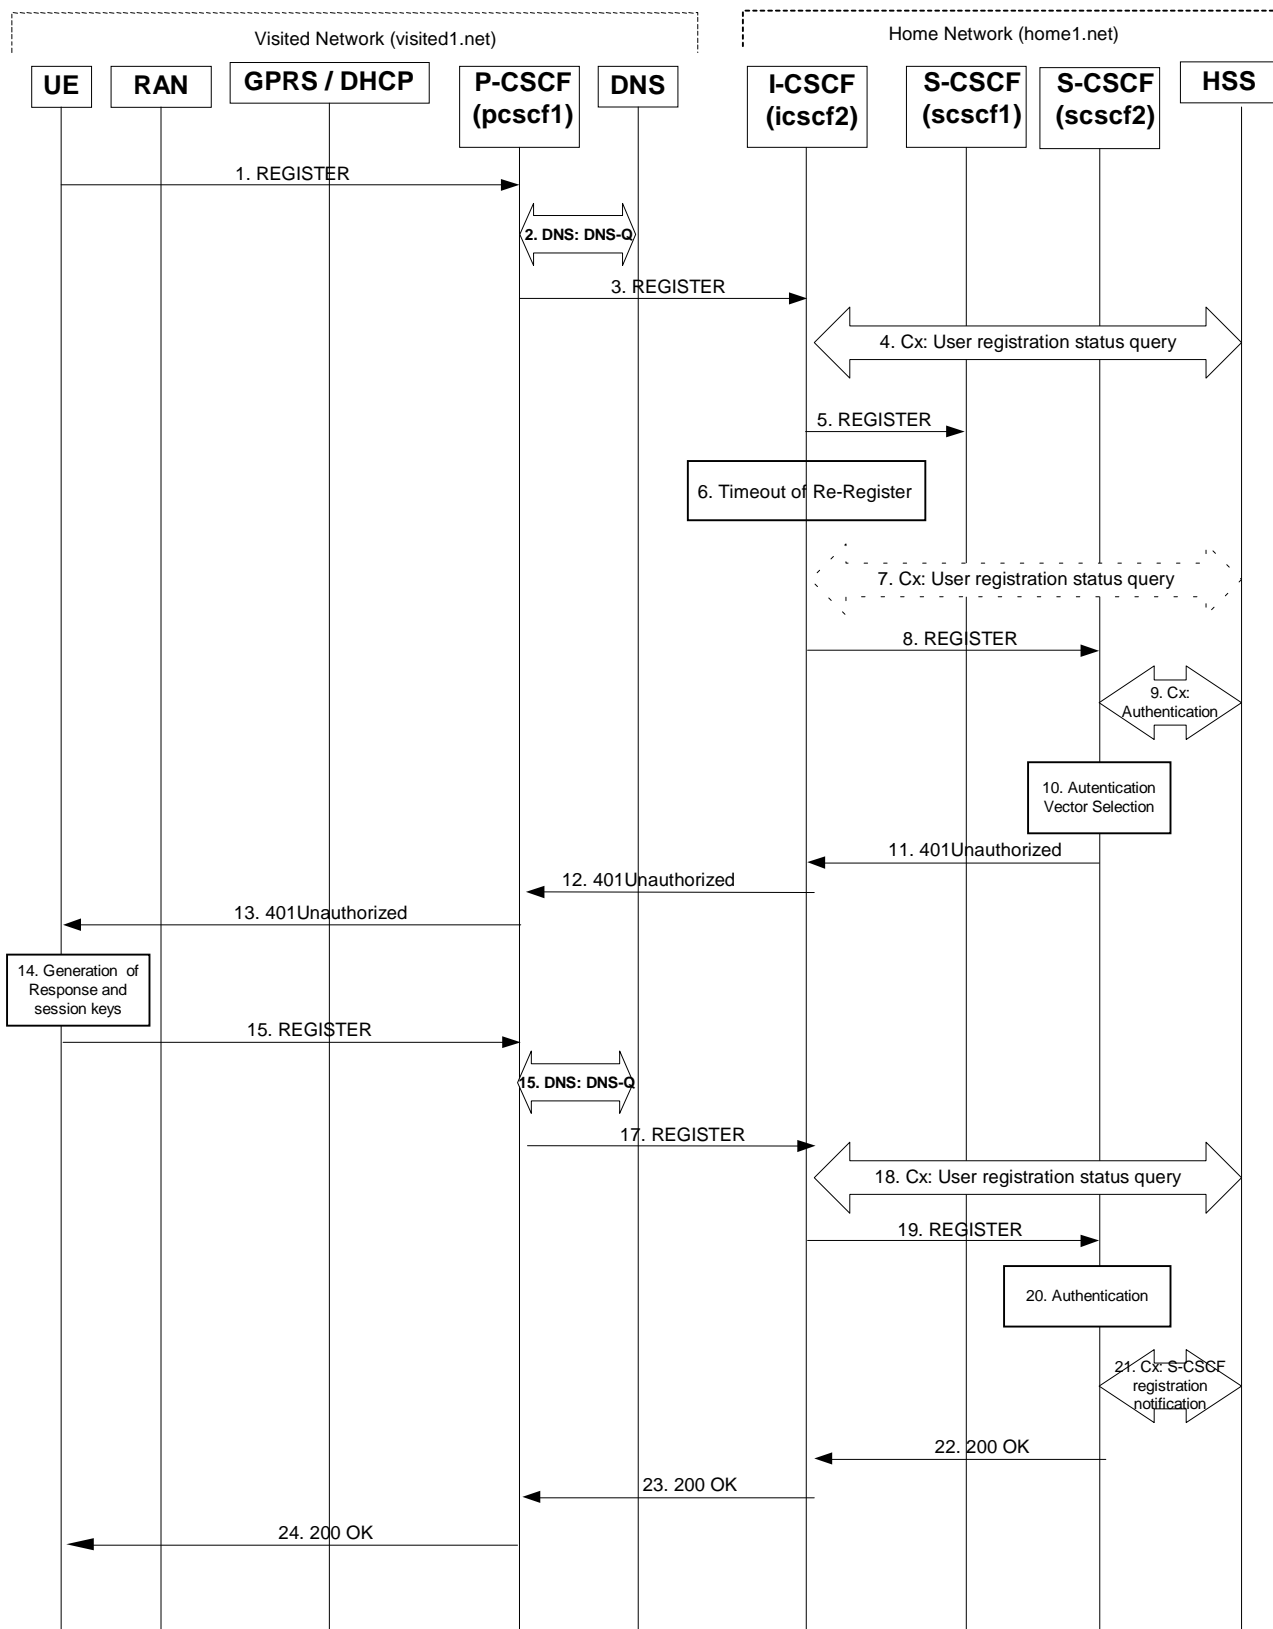 Visited Network (visited1.net)
Home Network (home1.net)
UE
RAN
GPRS / DHCP
P-CSCF
(pcscf1)
DNS
I-CSCF
(icscf2)
S-CSCF
(scscf1)
S-CSCF
(scscf2)
HSS
1. REGISTER
2. DNS: DNS-Q
3. REGISTER
4. Cx: User registration status query
5. REGISTER
6. Timeout of Re-Register
7. Cx: User registration status query
8. REGISTER
9. Cx:
Authentication
10. Autentication
Vector Selection
11. 401Unauthorized
12. 401Unauthorized
13. 401Unauthorized
14. Generation of
Response and
session keys
15. REGISTER
15. DNS: DNS-Q
17. REGISTER
18. Cx: User registration status query
19. REGISTER
20. Authentication
21. Cx: S-CSCF
registration
notification
22. 200 OK
23. 200 OK
24. 200 OK